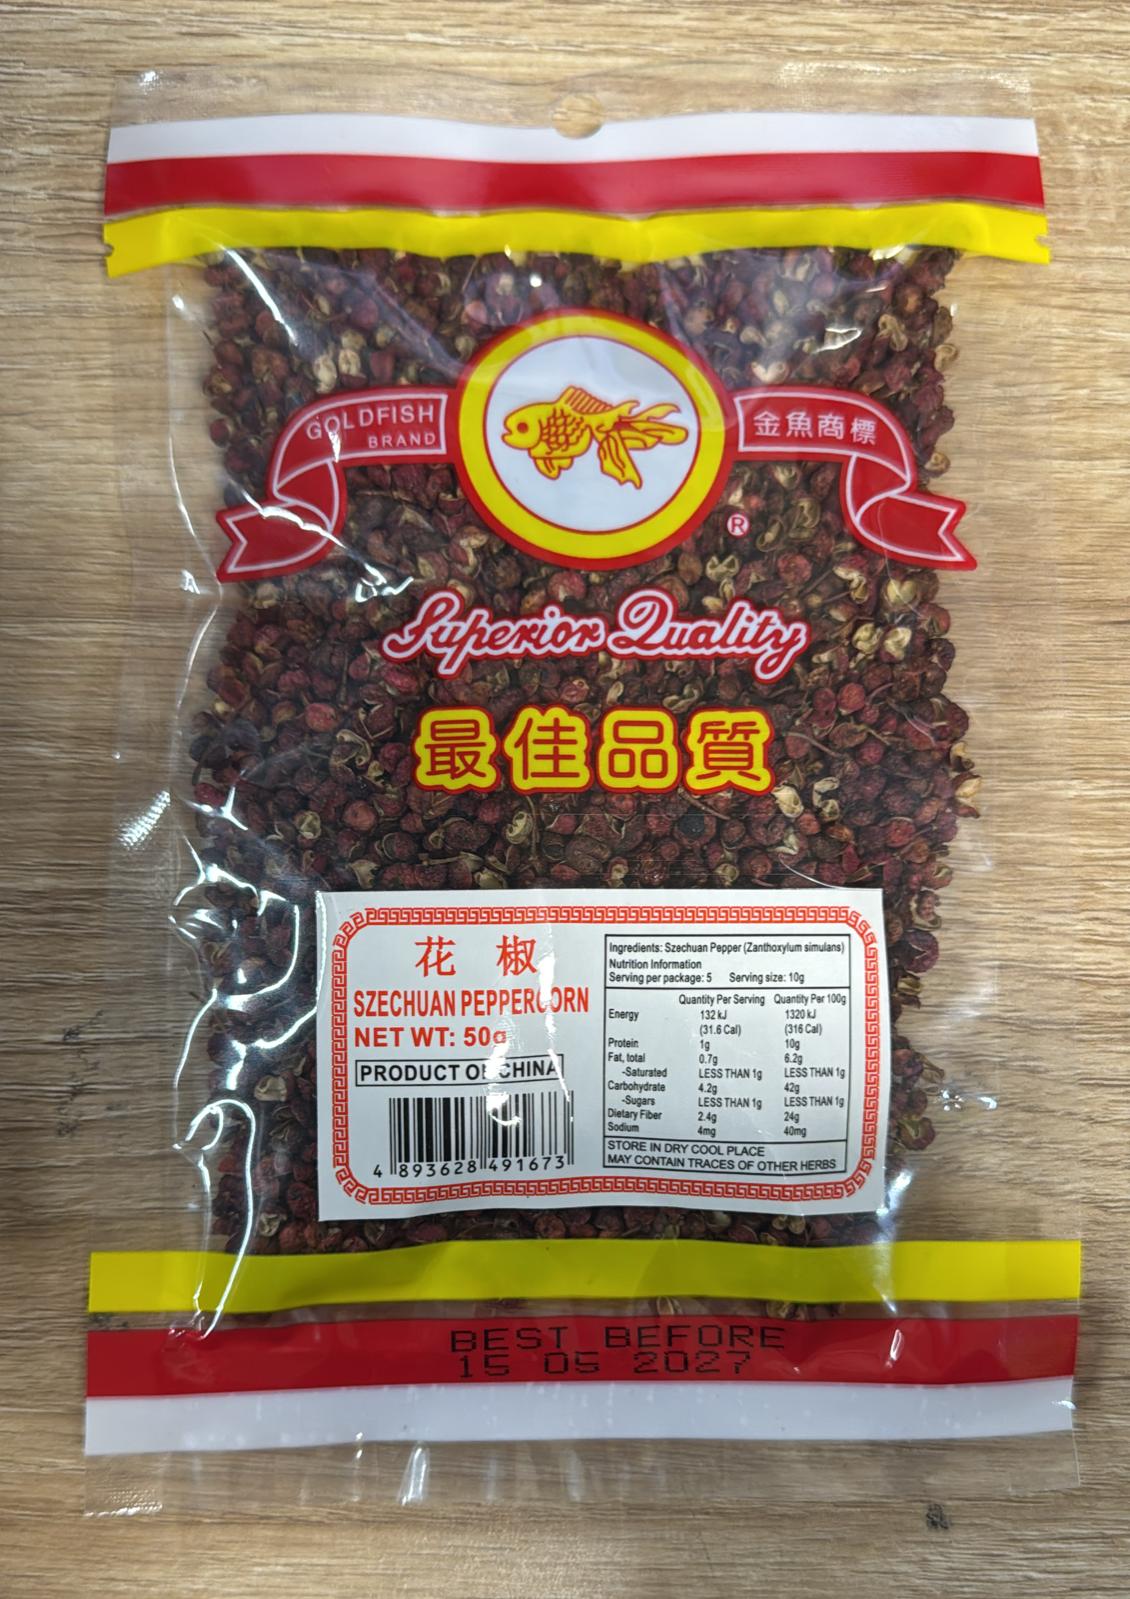 GOLDFISH
BRAND
金魚商標
®
Superior Quality
最佳品質
花 椒
SZECHUAN PEPPERCORN
NET WT: 50g
PRODUCT OF CHINA
4 893628 491673
Ingredients: Szechuan Pepper (Zanthoxylum simulans)
Nutrition Information
Serving per package: 5 Serving size: 10g
Quantity Per Serving Quantity Per 100g
Energy 132 kJ 1320 kJ
(31.6 Cal) (316 Cal)
Protein 1g 10g
Fat, total 0.7g 6.2g
-Saturated LESS THAN 1g LESS THAN 1g
Carbohydrate 4.2g 42g
-Sugars LESS THAN 1g LESS THAN 1g
Dietary Fiber 2.4g 24g
Sodium 4mg 40mg
STORE IN DRY COOL PLACE
MAY CONTAIN TRACES OF OTHER HERBS
BEST BEFORE
15 05 2027